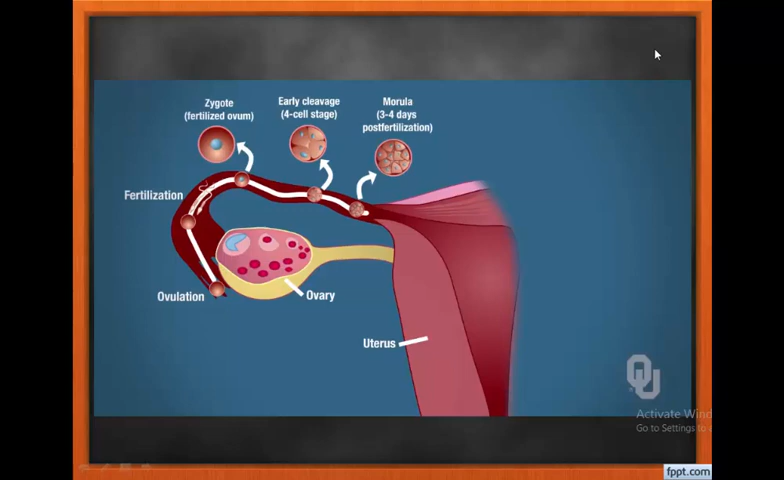 Zygote
(fertilized ovum)
Early cleavage
(4-cell stage)
Morula
(3-4 days
postfertilization)
Fertilization
Ovulation
Ovary
Uterus
OU
Activate Wind
Go to Settings to
fppt.com